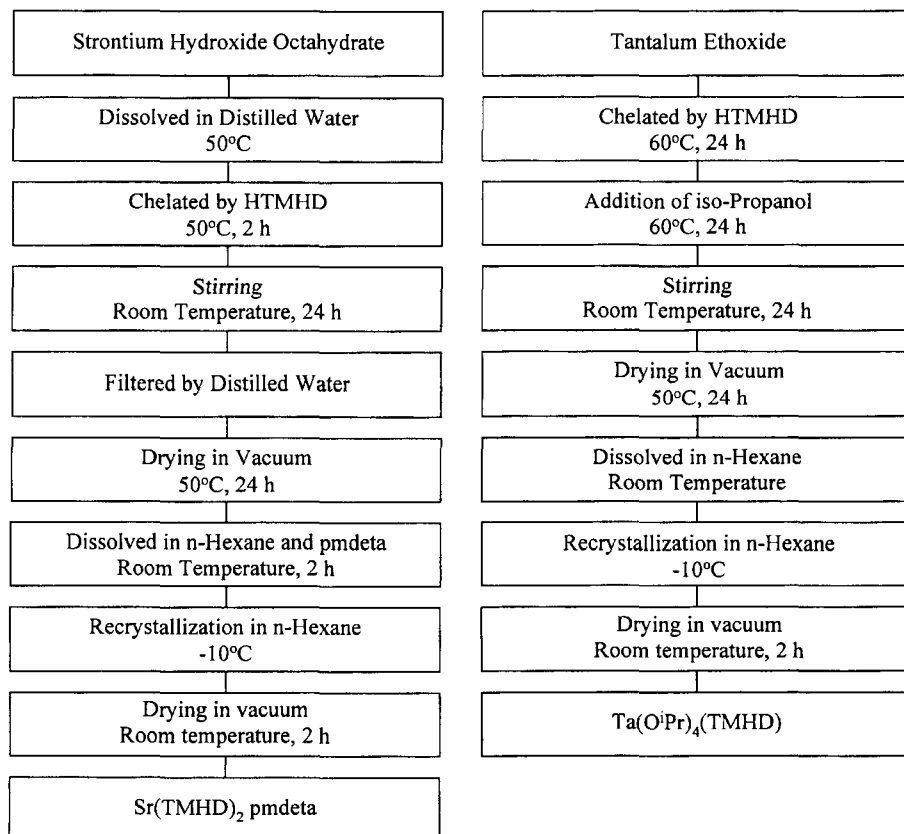 Strontium Hydroxide Octahydrate
Dissolved in Distilled Water
50°C
Chelated by HTMHD
50°C, 2 h
Stirring
Room Temperature, 24 h
Filtered by Distilled Water
Drying in Vacuum
50°C, 24 h
Dissolved in n-Hexane and pmdeta
Room Temperature, 2 h
Recrystallization in n-Hexane
-10°C
Drying in vacuum
Room temperature, 2 h
Sr(TMHD)₂ pmdeta
Tantalum Ethoxide
Chelated by HTMHD
60°C, 24 h
Addition of iso-Propanol
60°C, 24 h
Stirring
Room Temperature, 24 h
Drying in Vacuum
50°C, 24 h
Dissolved in n-Hexane
Room Temperature
Recrystallization in n-Hexane
-10°C
Drying in vacuum
Room temperature, 2 h
Ta(OⁱPr)₄(TMHD)